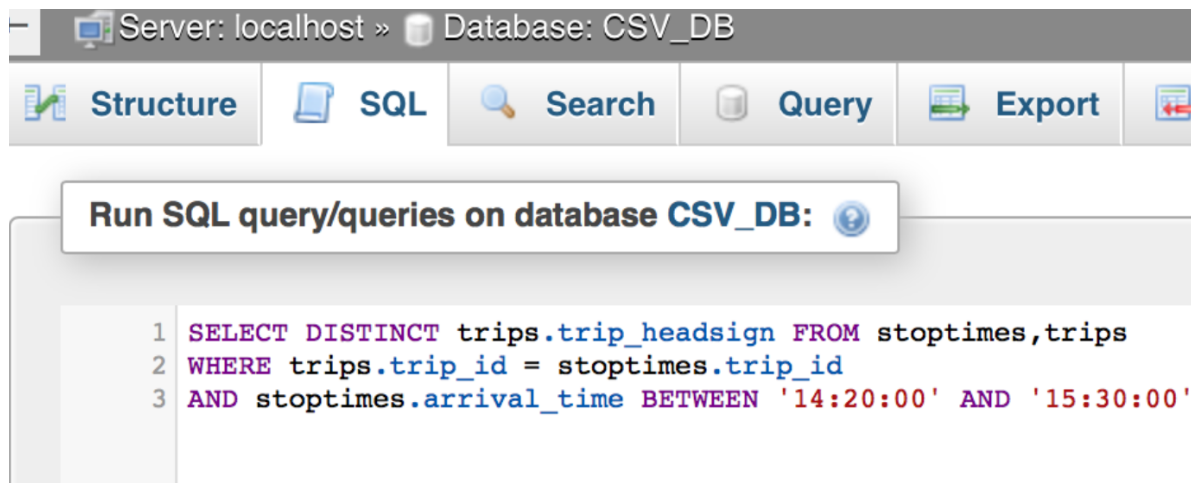 Server: localhost » Database: CSV_DB
Structure SQL Search Query Export
Run SQL query/queries on database CSV_DB:
1 SELECT DISTINCT trips.trip_headsign FROM stoptimes,trips
2 WHERE trips.trip_id = stoptimes.trip_id
3 AND stoptimes.arrival_time BETWEEN '14:20:00' AND '15:30:00'